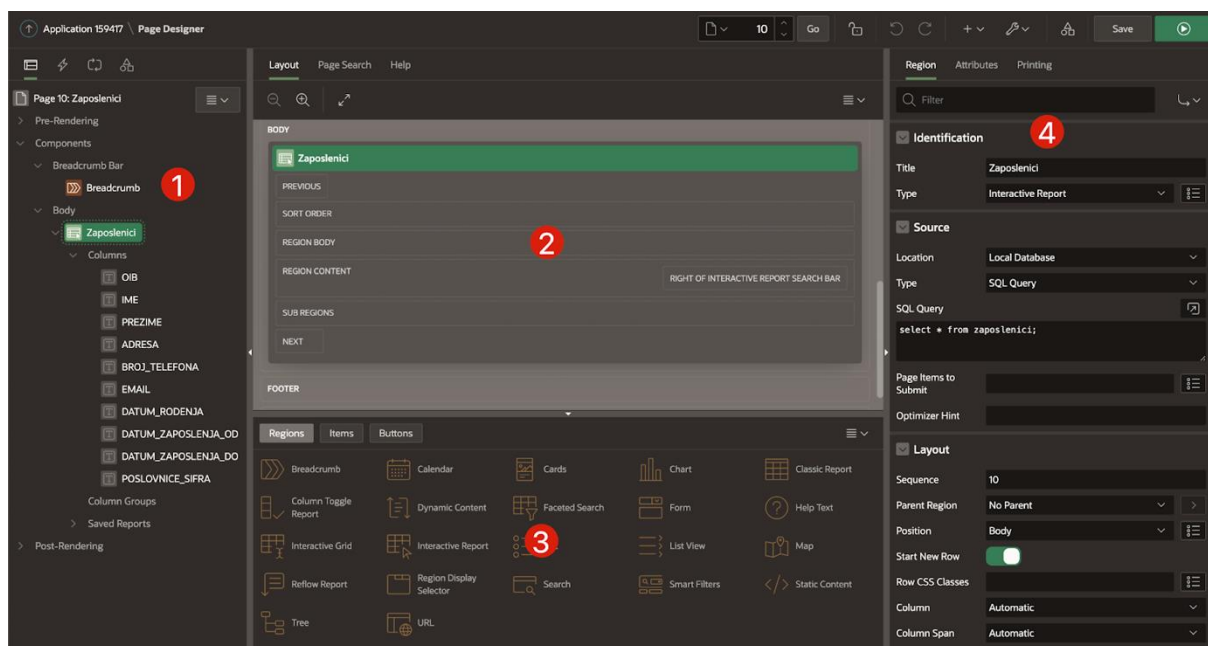 Application 159417 \ Page Designer
10
Go
Save
Page 10: Zaposlenici
Pre-Rendering
Components
Breadcrumb Bar
Breadcrumb
1
Body
Zaposlenici
Columns
OIB
IME
PREZIME
ADRESA
BROJ_TELEFONA
EMAIL
DATUM_RODENJA
DATUM_ZAPOSLENJA_OD
DATUM_ZAPOSLENJA_DO
POSLOVNICE_SIFRA
Column Groups
Saved Reports
Post-Rendering
Layout Page Search Help
BODY
Zaposlenici
PREVIOUS
SORT ORDER
REGION BODY
2
REGION CONTENT
RIGHT OF INTERACTIVE REPORT SEARCH BAR
SUB REGIONS
NEXT
FOOTER
Regions Items Buttons
Breadcrumb Calendar Cards Chart Classic Report
Column Toggle
Report
Dynamic Content Faceted Search Form Help Text
Interactive Grid Interactive Report 3 List View Map
Reflow Report
Region Display
Selector
Search Smart Filters Static Content
Tree URL
Region Attributes Printing
Filter
Identification 4
Title Zaposlenici
Type Interactive Report
Source
Location Local Database
Type SQL Query
SQL Query
select * from zaposlenici;
Page Items to
Submit
Optimizer Hint
Layout
Sequence 10
Parent Region No Parent
Position Body
Start New Row
Row CSS Classes
Column Automatic
Column Span Automatic